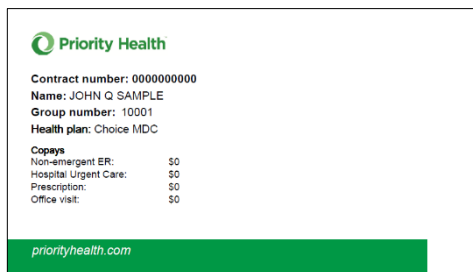 Priority Health
Contract number: 0000000000
Name: JOHN Q SAMPLE
Group number: 10001
Health plan: Choice MDC
Copays
Non-emergent ER: $0
Hospital Urgent Care: $0
Prescription: $0
Office visit: $0
priorityhealth.com